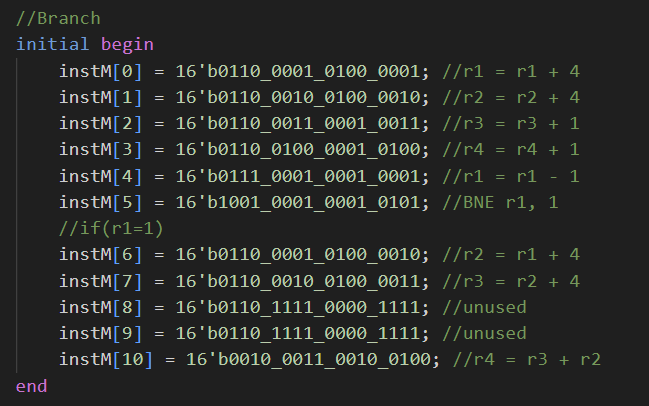 //Branch
initial begin
instM[0] = 16'b0110_0001_0100_0001; //r1 = r1 + 4
instM[1] = 16'b0110_0010_0100_0010; //r2 = r2 + 4
instM[2] = 16'b0110_0011_0001_0011; //r3 = r3 + 1
instM[3] = 16'b0110_0100_0001_0100; //r4 = r4 + 1
instM[4] = 16'b0111_0001_0001_0001; //r1 = r1 - 1
instM[5] = 16'b1001_0001_0001_0101; //BNE r1, 1
//if(r1=1)
instM[6] = 16'b0110_0001_0100_0010; //r2 = r1 + 4
instM[7] = 16'b0110_0010_0100_0011; //r3 = r2 + 4
instM[8] = 16'b0110_1111_0000_1111; //unused
instM[9] = 16'b0110_1111_0000_1111; //unused
instM[10] = 16'b0010_0011_0010_0100; //r4 = r3 + r2
end